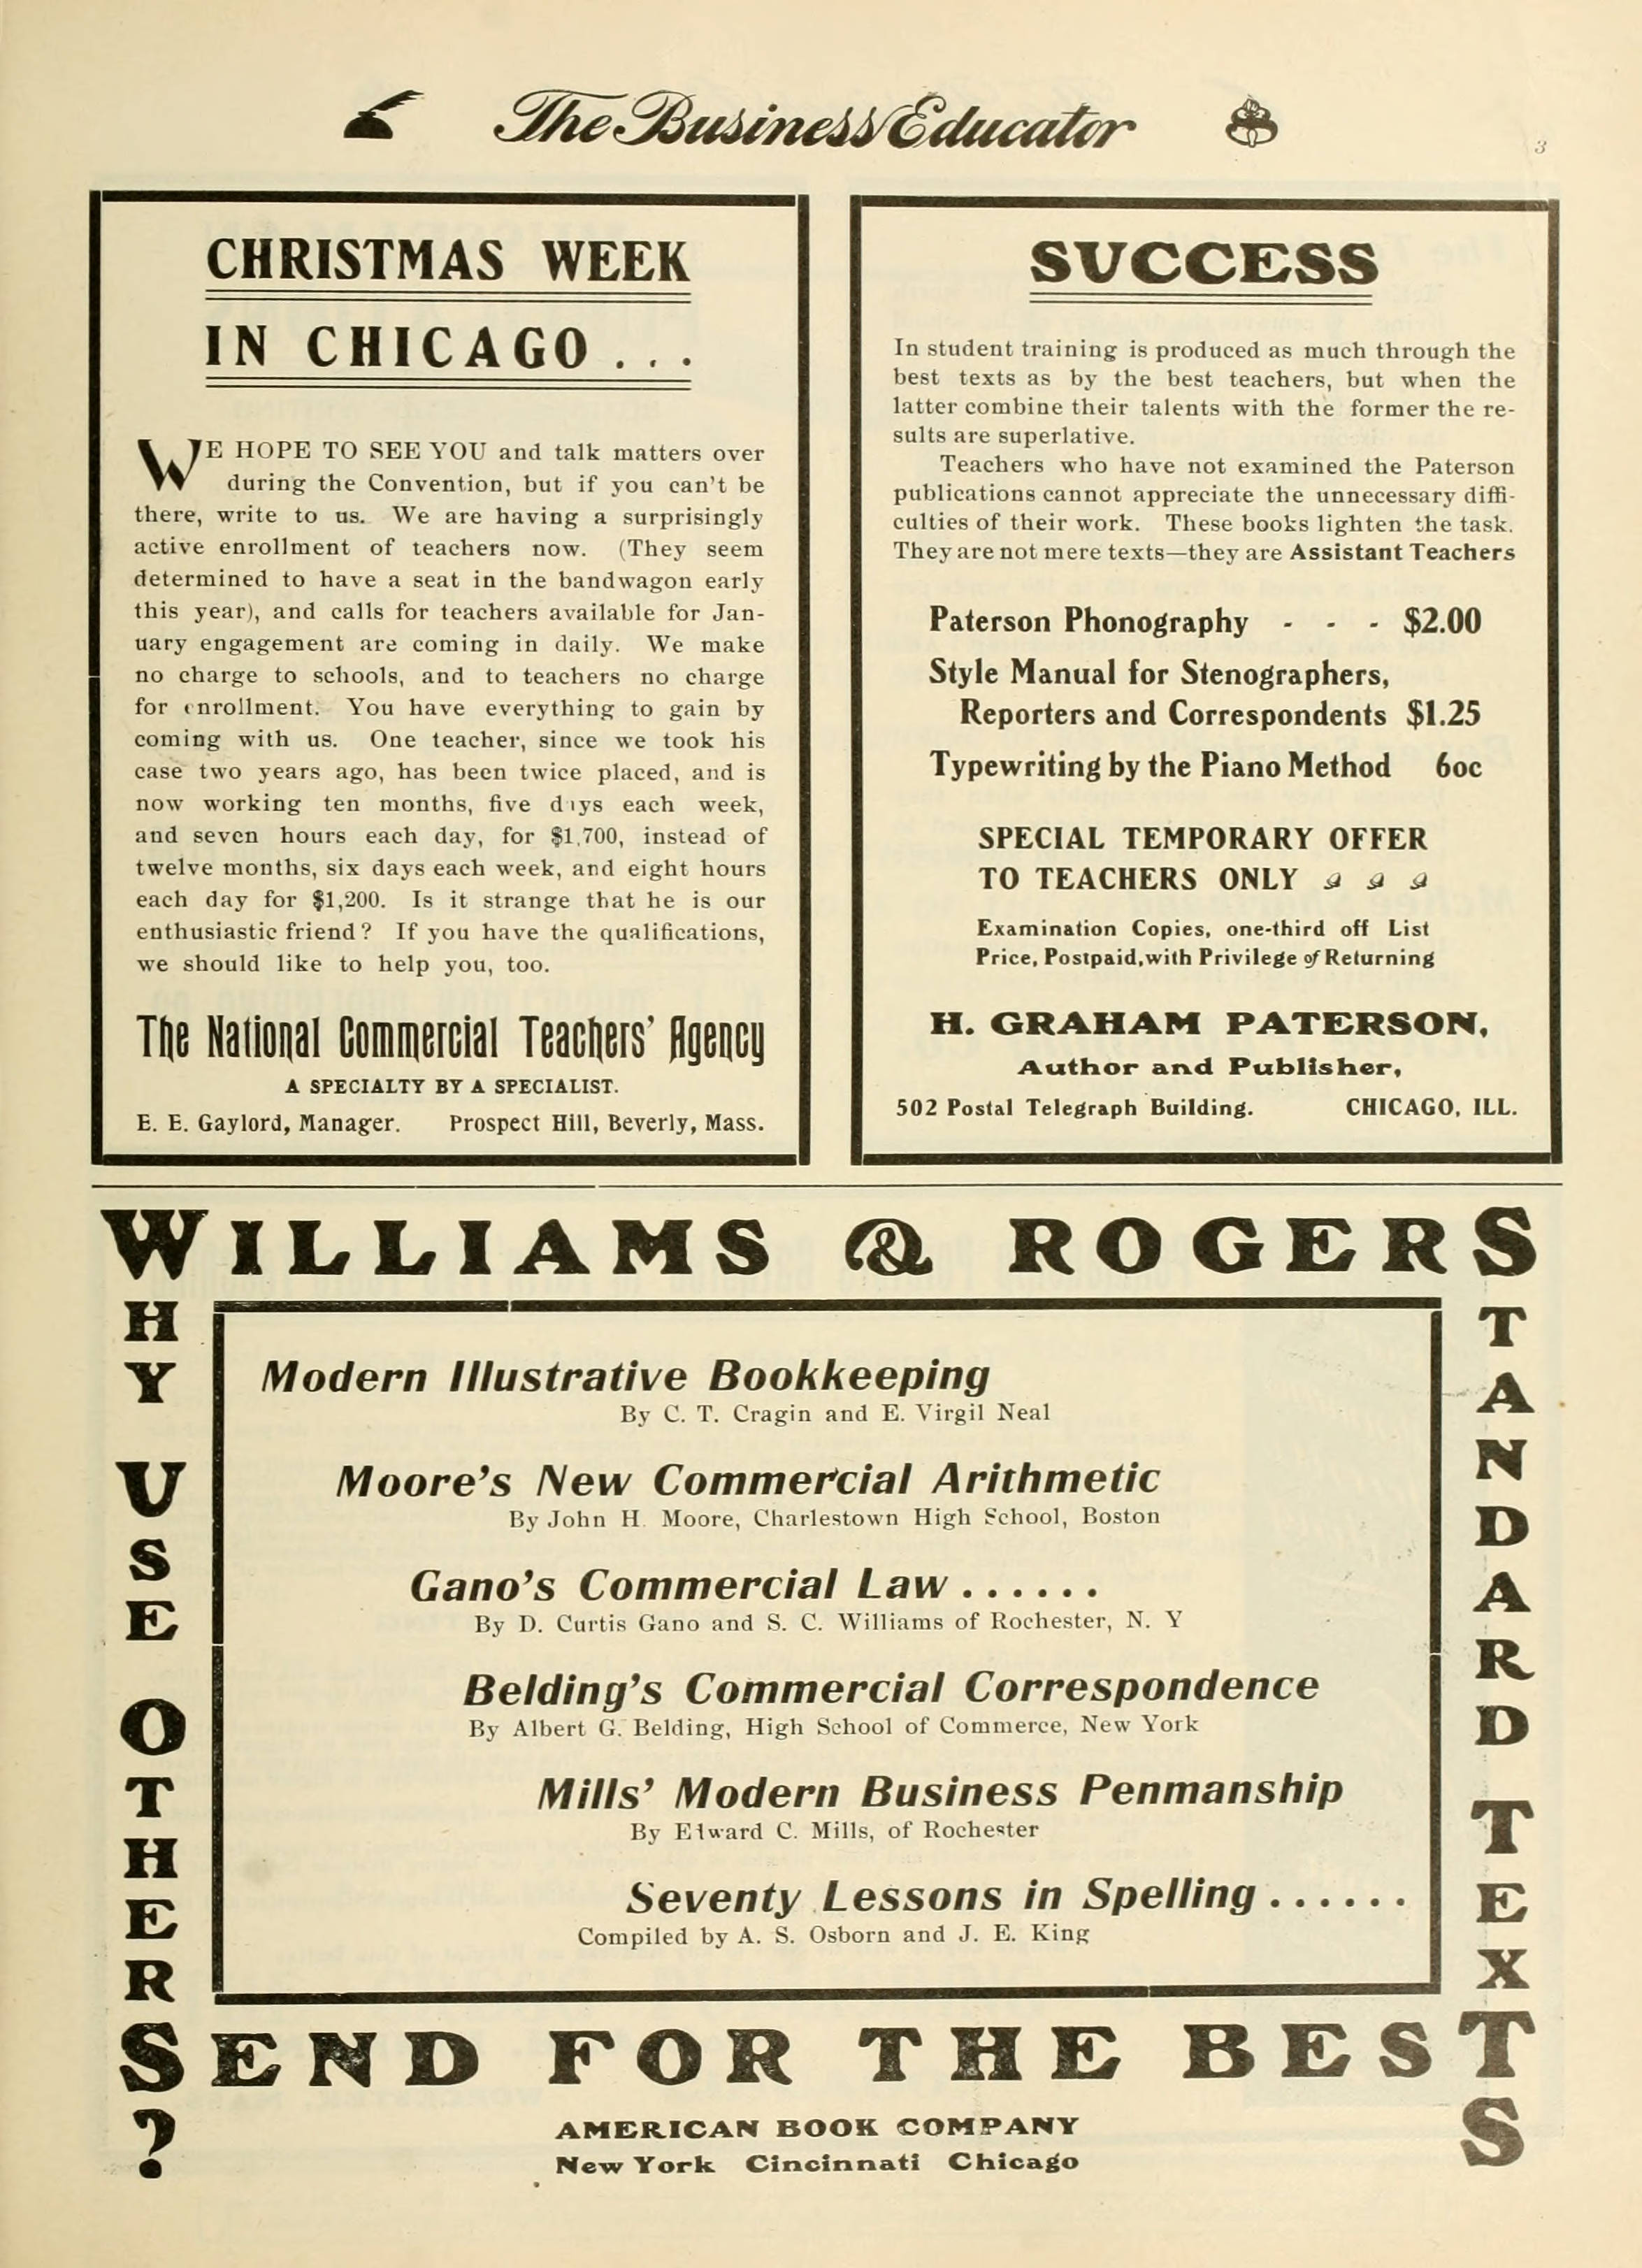 The Business Educator
3
CHRISTMAS WEEK
IN CHICAGO . . .
WE HOPE TO SEE YOU and talk matters over
during the Convention, but if you can't be
there, write to us. We are having a surprisingly
active enrollment of teachers now. (They seem
determined to have a seat in the bandwagon early
this year), and calls for teachers available for Jan-
uary engagement are coming in daily. We make
no charge to schools, and to teachers no charge
for enrollment. You have everything to gain by
coming with us. One teacher, since we took his
case two years ago, has been twice placed, and is
now working ten months, five days each week,
and seven hours each day, for $1,700, instead of
twelve months, six days each week, and eight hours
each day for $1,200. Is it strange that he is our
enthusiastic friend? If you have the qualifications,
we should like to help you, too.
The National Commercial Teachers' Agency
A SPECIALTY BY A SPECIALIST.
E. E. Gaylord, Manager. Prospect Hill, Beverly, Mass.
SUCCESS
In student training is produced as much through the
best texts as by the best teachers, but when the
latter combine their talents with the former the re-
sults are superlative.
Teachers who have not examined the Paterson
publications cannot appreciate the unnecessary diffi-
culties of their work. These books lighten the task.
They are not mere texts—they are Assistant Teachers
Paterson Phonography - - - $2.00
Style Manual for Stenographers,
Reporters and Correspondents $1.25
Typewriting by the Piano Method 60c
SPECIAL TEMPORARY OFFER
TO TEACHERS ONLY
Examination Copies, one-third off List
Price, Postpaid, with Privilege of Returning
H. GRAHAM PATERSON,
Author and Publisher,
502 Postal Telegraph Building. CHICAGO, ILL.
WILLIAMS & ROGERS
WHY USE OTHERS?
Modern Illustrative Bookkeeping
By C. T. Cragin and E. Virgil Neal
Moore's New Commercial Arithmetic
By John H. Moore, Charlestown High School, Boston
Gano's Commercial Law . . . . . .
By D. Curtis Gano and S. C. Williams of Rochester, N. Y
Belding's Commercial Correspondence
By Albert G. Belding, High School of Commerce, New York
Mills' Modern Business Penmanship
By Edward C. Mills, of Rochester
Seventy Lessons in Spelling . . . . . .
Compiled by A. S. Osborn and J. E. King
STANDARD TEXTS
SEND FOR THE BEST
AMERICAN BOOK COMPANY
New York Cincinnati Chicago